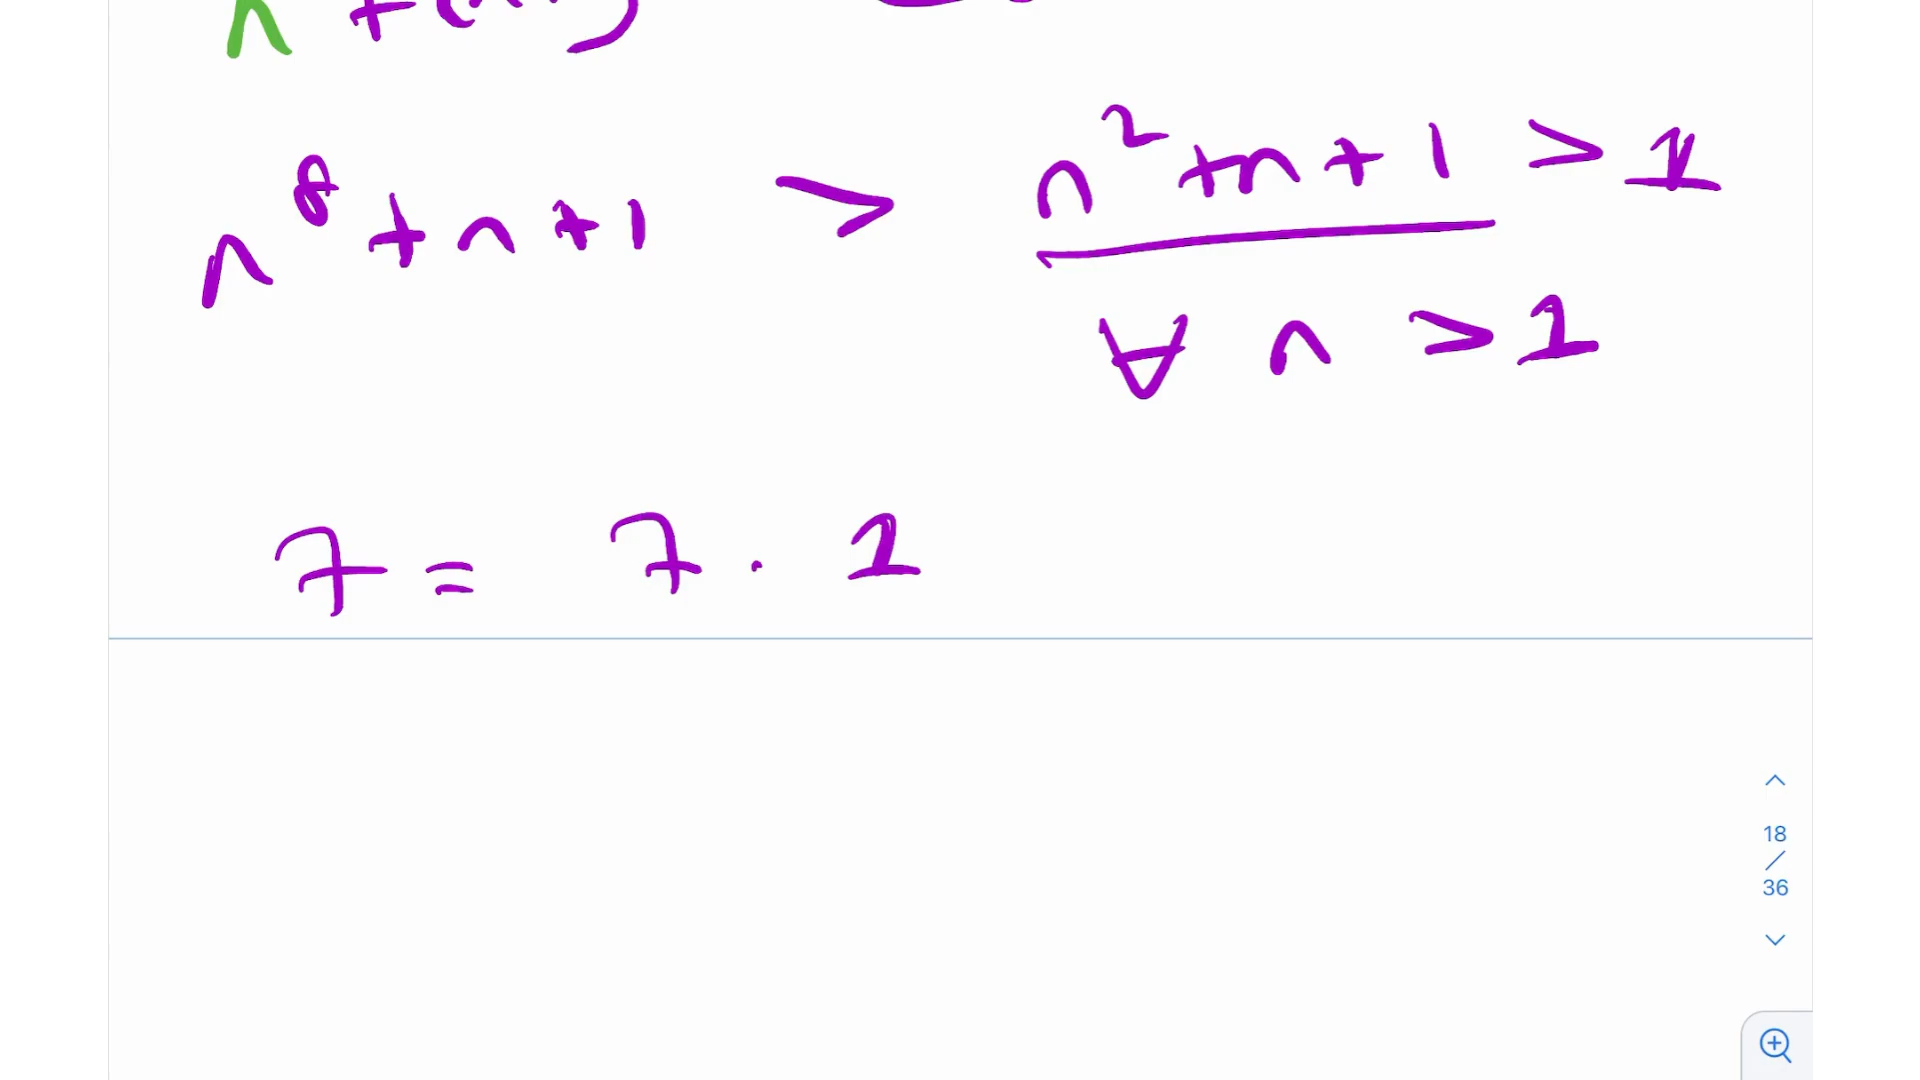 n⁸+n+1 > n²+n+1 > 1
∀ n > 1
7 = 7 · 1
18
/
36